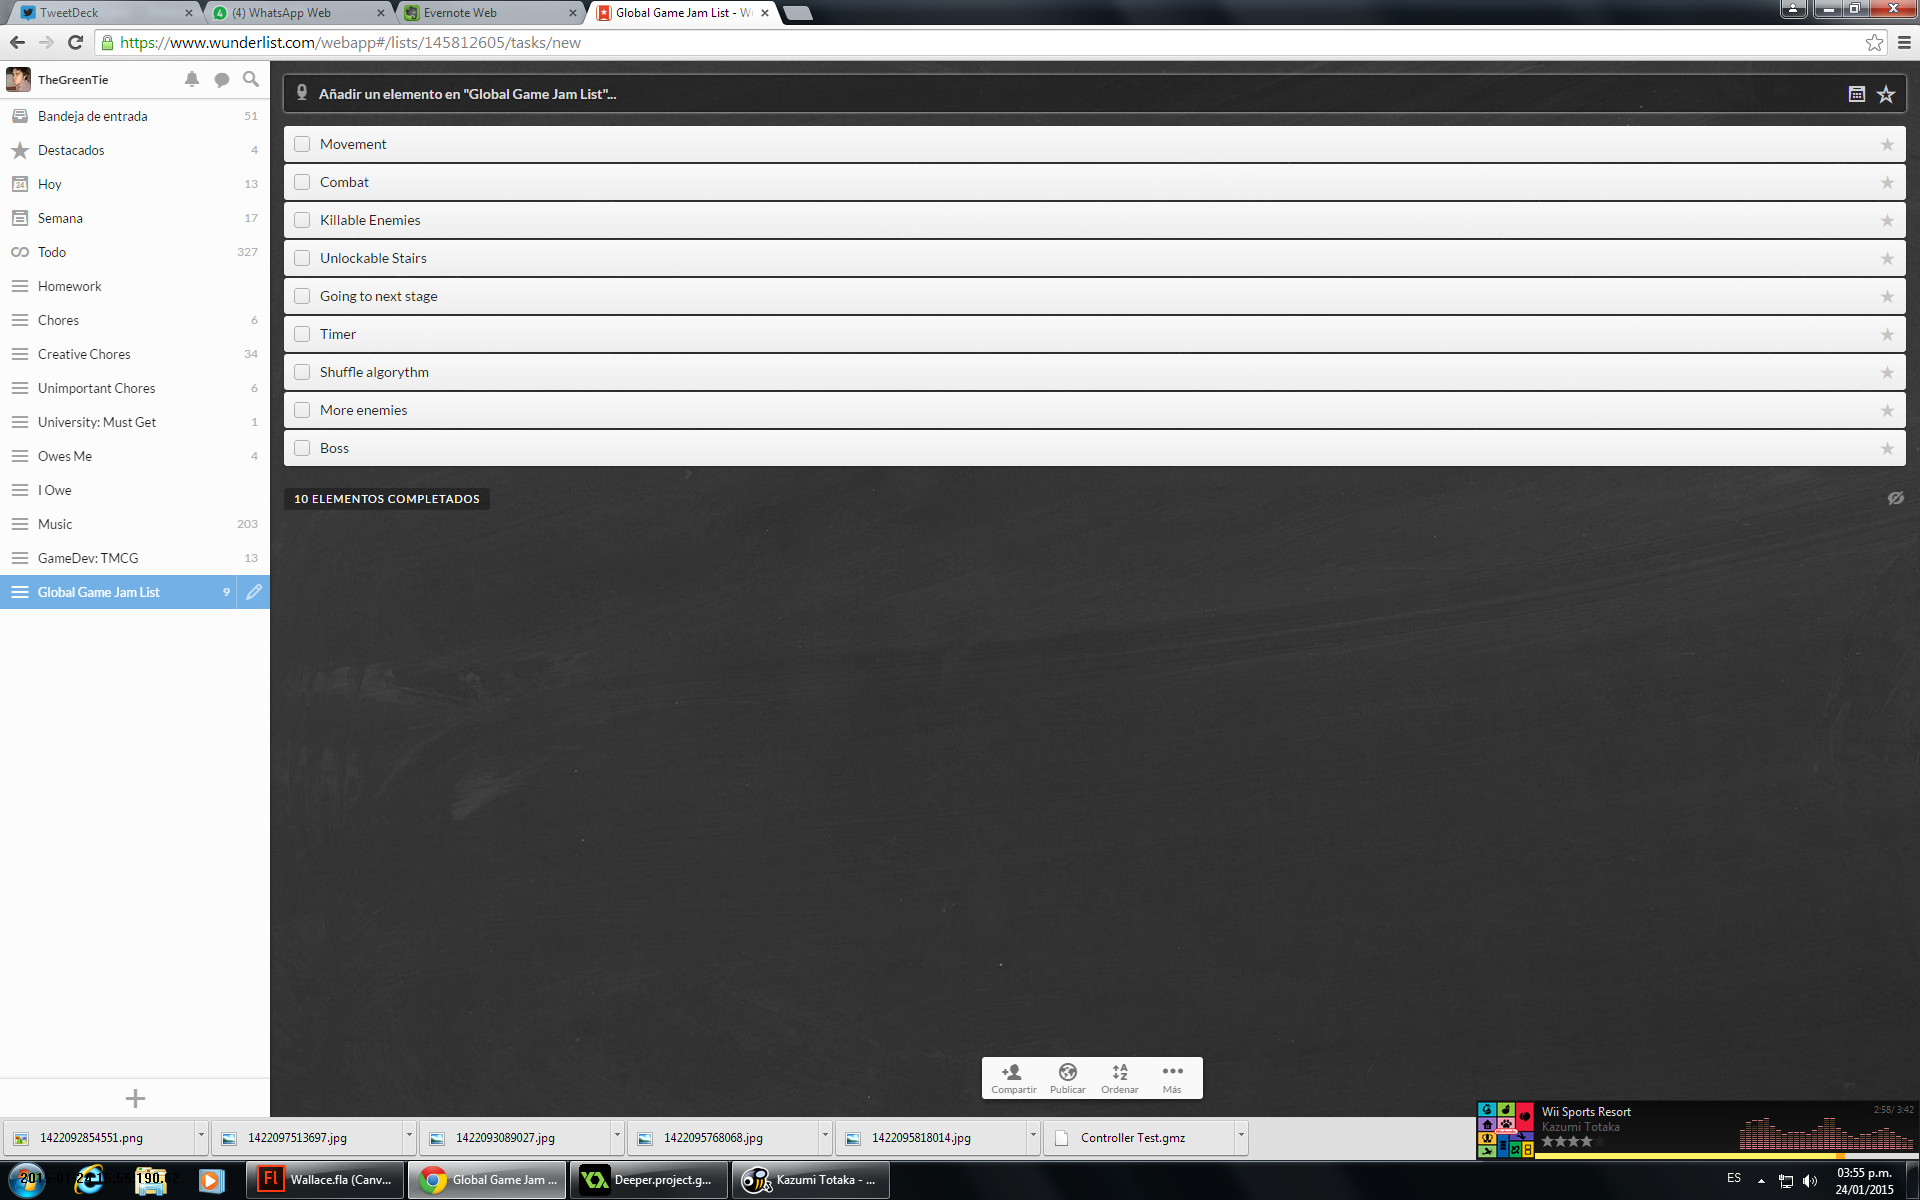 TweetDeck
(4) WhatsApp Web
Evernote Web
Global Game Jam List - W
https://www.wunderlist.com/webapp#/lists/145812605/tasks/new
TheGreenTie
Añadir un elemento en "Global Game Jam List"...
Bandeja de entrada 51
Destacados 4
24 Hoy 13
Semana 17
Todo 327
Homework
Chores 6
Creative Chores 34
Unimportant Chores 6
University: Must Get 1
Owes Me 4
I Owe
Music 203
GameDev: TMCG 13
Global Game Jam List 9
Movement
Combat
Killable Enemies
Unlockable Stairs
Going to next stage
Timer
Shuffle algorythm
More enemies
Boss
10 ELEMENTOS COMPLETADOS
Compartir
Publicar
Ordenar
Más
1422092854551.png
1422097513697.jpg
1422093089027.jpg
1422095768068.jpg
1422095818014.jpg
Controller Test.gmz
Wii Sports Resort 2:58/ 3:42
Kazumi Totaka
Wallace.fla (Canv...
Global Game Jam ...
Deeper.project.g...
Kazumi Totaka - ...
ES
03:55 p.m.
24/01/2015